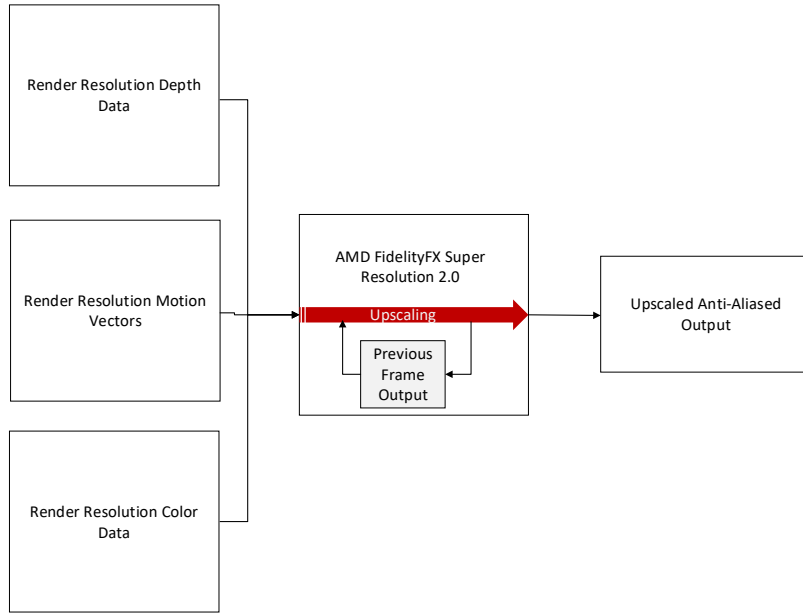 Render Resolution Depth
Data
Render Resolution Motion
Vectors
Render Resolution Color
Data
AMD FidelityFX Super
Resolution 2.0
Upscaling
Previous
Frame
Output
Upscaled Anti-Aliased
Output